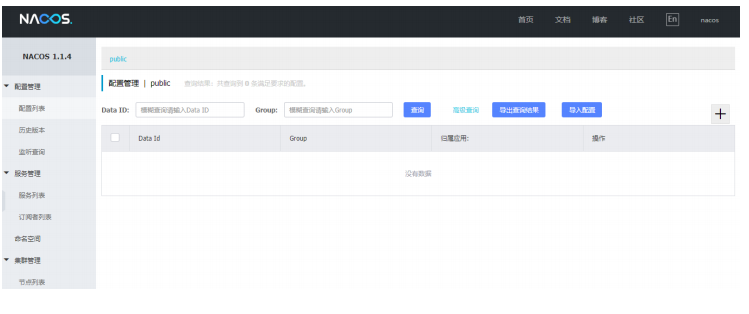 NACOS.
首页 文档 博客 社区 En nacos
NACOS 1.1.4
public
配置管理
配置管理 | public 查询结果:共查询到 0 条满足要求的配置。
配置列表
Data ID: 模糊查询请输入Data ID Group: 模糊查询请输入Group 查询 高级查询 导出查询结果 导入配置
历史版本
Data Id Group 归属应用: 操作
监听查询
服务管理
没有数据
服务列表
订阅者列表
命名空间
集群管理
节点列表